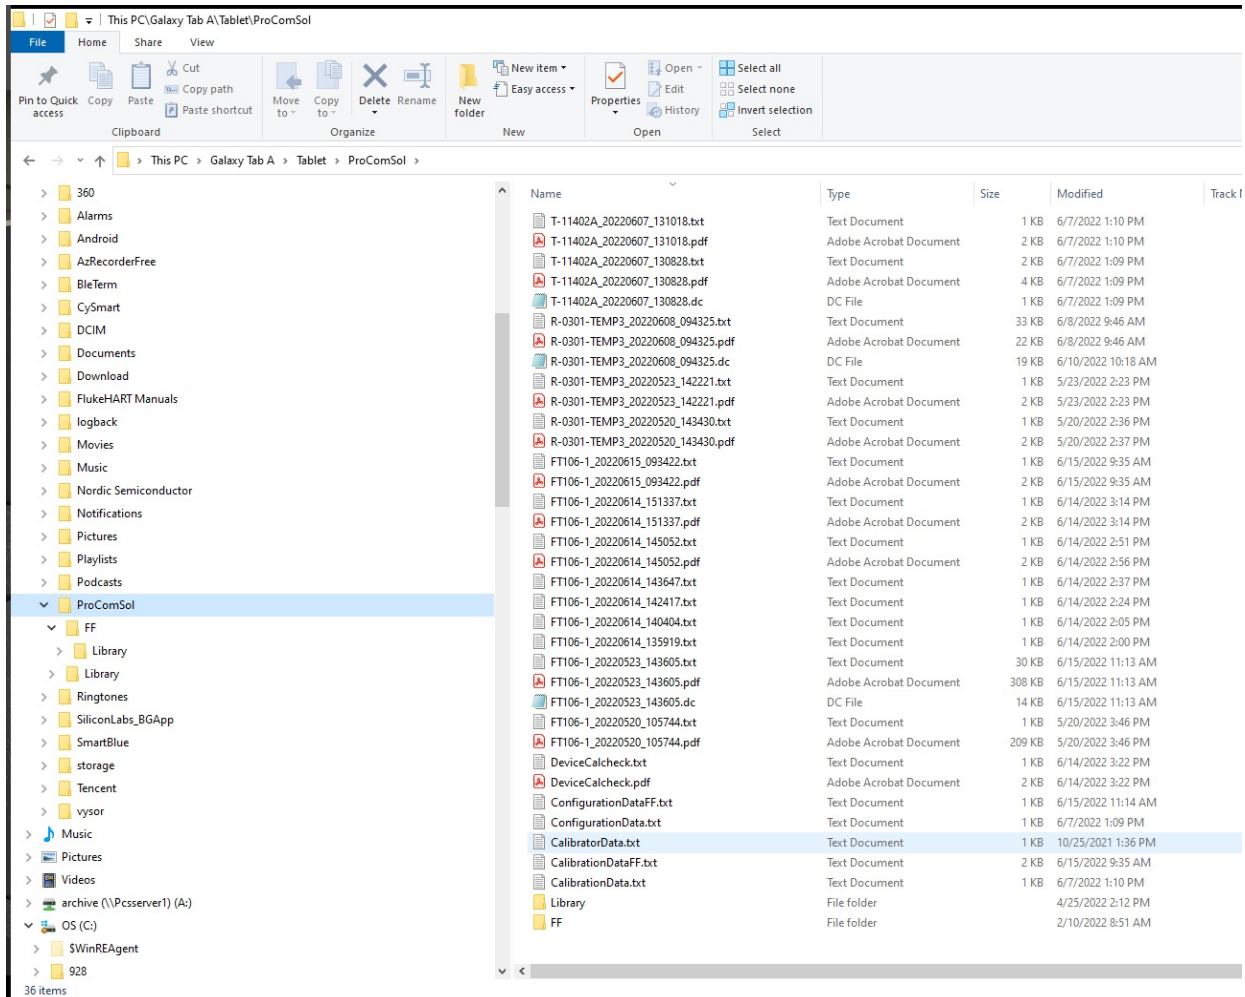 This PC\Galaxy Tab A\Tablet\ProComSol
File Home Share View
Pin to Quick access
Copy
Paste
Cut
Copy path
Paste shortcut
Clipboard
Move to
Copy to
Delete
Rename
Organize
New folder
New item
Easy access
New
Properties
Open
Edit
History
Open
Select all
Select none
Invert selection
Select
This PC > Galaxy Tab A > Tablet > ProComSol >
360
Alarms
Android
AzRecorderFree
BleTerm
CySmart
DCIM
Documents
Download
FlukeHART Manuals
logback
Movies
Music
Nordic Semiconductor
Notifications
Pictures
Playlists
Podcasts
ProComSol
FF
Library
Library
Ringtones
SiliconLabs_BGApp
SmartBlue
storage
Tencent
vysor
Music
Pictures
Videos
archive (\\Pcsserver1) (A:)
OS (C:)
$WinREAgent
928
36 items
Name Type Size Modified Track
T-11402A_20220607_131018.txt Text Document 1 KB 6/7/2022 1:10 PM
T-11402A_20220607_131018.pdf Adobe Acrobat Document 2 KB 6/7/2022 1:10 PM
T-11402A_20220607_130828.txt Text Document 2 KB 6/7/2022 1:09 PM
T-11402A_20220607_130828.pdf Adobe Acrobat Document 4 KB 6/7/2022 1:09 PM
T-11402A_20220607_130828.dc DC File 1 KB 6/7/2022 1:09 PM
R-0301-TEMP3_20220608_094325.txt Text Document 33 KB 6/8/2022 9:46 AM
R-0301-TEMP3_20220608_094325.pdf Adobe Acrobat Document 22 KB 6/8/2022 9:46 AM
R-0301-TEMP3_20220608_094325.dc DC File 19 KB 6/10/2022 10:18 AM
R-0301-TEMP3_20220523_142221.txt Text Document 1 KB 5/23/2022 2:23 PM
R-0301-TEMP3_20220523_142221.pdf Adobe Acrobat Document 2 KB 5/23/2022 2:23 PM
R-0301-TEMP3_20220520_143430.txt Text Document 1 KB 5/20/2022 2:36 PM
R-0301-TEMP3_20220520_143430.pdf Adobe Acrobat Document 2 KB 5/20/2022 2:37 PM
FT106-1_20220615_093422.txt Text Document 1 KB 6/15/2022 9:35 AM
FT106-1_20220615_093422.pdf Adobe Acrobat Document 2 KB 6/15/2022 9:35 AM
FT106-1_20220614_151337.txt Text Document 1 KB 6/14/2022 3:14 PM
FT106-1_20220614_151337.pdf Adobe Acrobat Document 2 KB 6/14/2022 3:14 PM
FT106-1_20220614_145052.txt Text Document 1 KB 6/14/2022 2:51 PM
FT106-1_20220614_145052.pdf Adobe Acrobat Document 2 KB 6/14/2022 2:56 PM
FT106-1_20220614_143647.txt Text Document 1 KB 6/14/2022 2:37 PM
FT106-1_20220614_142417.txt Text Document 1 KB 6/14/2022 2:24 PM
FT106-1_20220614_140404.txt Text Document 1 KB 6/14/2022 2:05 PM
FT106-1_20220614_135919.txt Text Document 1 KB 6/14/2022 2:00 PM
FT106-1_20220523_143605.txt Text Document 30 KB 6/15/2022 11:13 AM
FT106-1_20220523_143605.pdf Adobe Acrobat Document 308 KB 6/15/2022 11:13 AM
FT106-1_20220523_143605.dc DC File 14 KB 6/15/2022 11:13 AM
FT106-1_20220520_105744.txt Text Document 1 KB 5/20/2022 3:46 PM
FT106-1_20220520_105744.pdf Adobe Acrobat Document 209 KB 5/20/2022 3:46 PM
DeviceCalcheck.txt Text Document 1 KB 6/14/2022 3:22 PM
DeviceCalcheck.pdf Adobe Acrobat Document 2 KB 6/14/2022 3:22 PM
ConfigurationDataFF.txt Text Document 1 KB 6/15/2022 11:14 AM
ConfigurationData.txt Text Document 1 KB 6/7/2022 1:09 PM
CalibratorData.txt Text Document 1 KB 10/25/2021 1:36 PM
CalibrationDataFF.txt Text Document 2 KB 6/15/2022 9:35 AM
CalibrationData.txt Text Document 1 KB 6/7/2022 1:10 PM
Library File folder 4/25/2022 2:12 PM
FF File folder 2/10/2022 8:51 AM